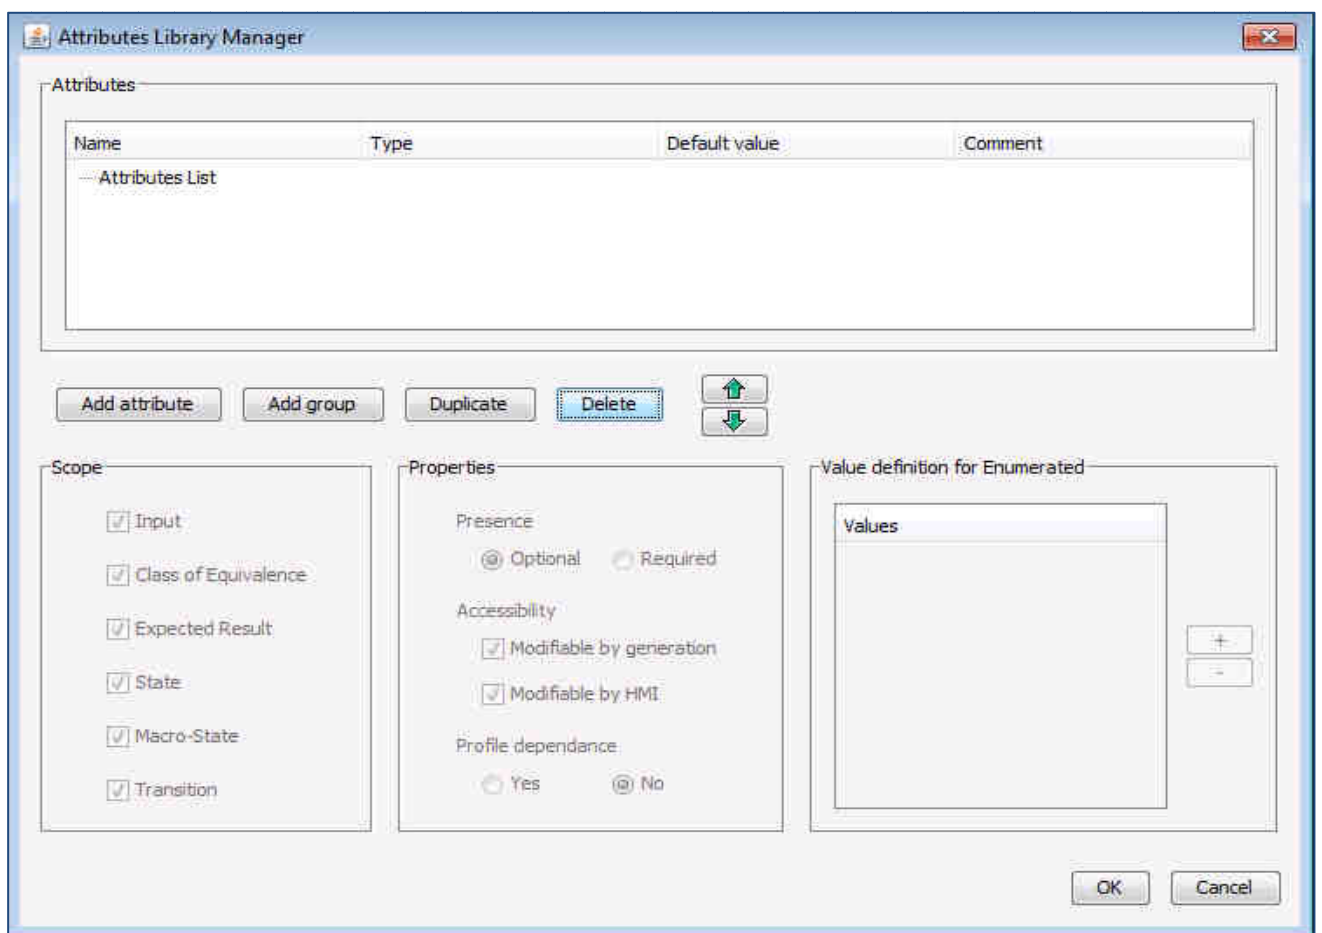 Attributes Library Manager
Attributes
Name Type Default value Comment
Attributes List
Add attribute Add group Duplicate Delete
Scope
Input
Class of Equivalence
Expected Result
State
Macro-State
Transition
Properties
Presence
Optional Required
Accessibility
Modifiable by generation
Modifiable by HMI
Profile dependance
Yes No
Value definition for Enumerated
Values
+
-
OK Cancel